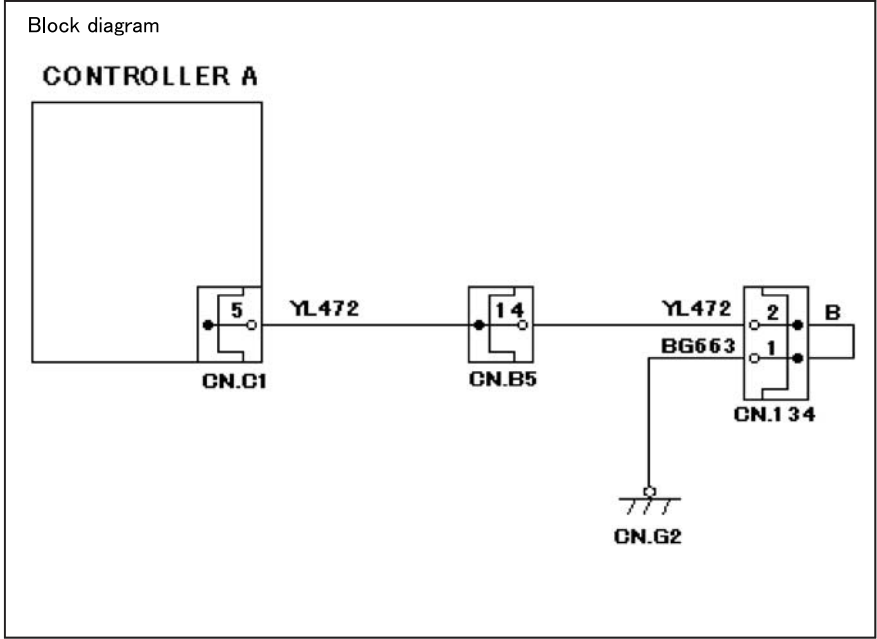 Block diagram
CONTROLLER A
5
YL472
14
YL472
2
B
BG663
1
CN.C1
CN.B5
CN.134
CN.G2